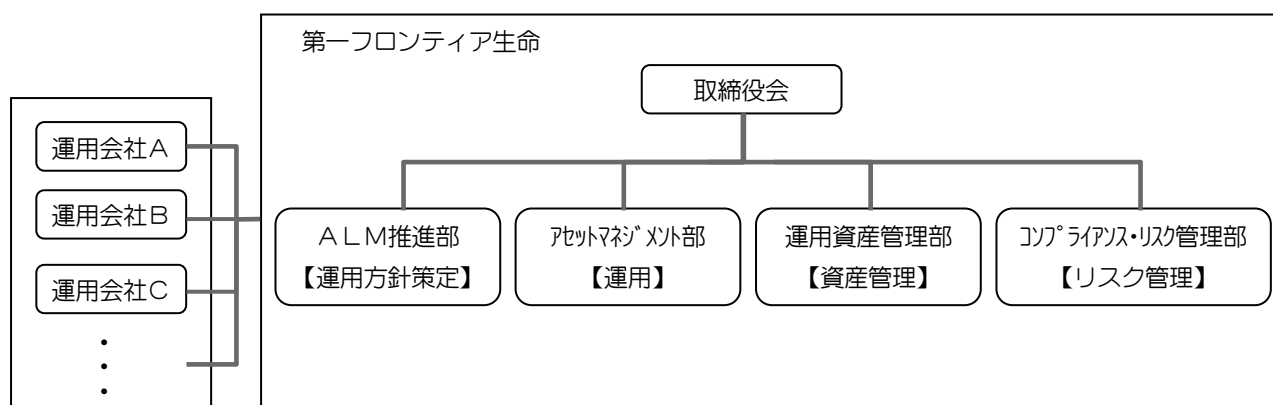 第一フロンティア生命
取締役会
運用会社A
運用会社B
運用会社C
・
・
・
ALM推進部
【運用方針策定】
ｱｾｯﾄﾏﾈｼﾞﾒﾝﾄ部
【運用】
運用資産管理部
【資産管理】
ｺﾝﾌﾟﾗｲｱﾝｽ・ﾘｽｸ管理部
【リスク管理】